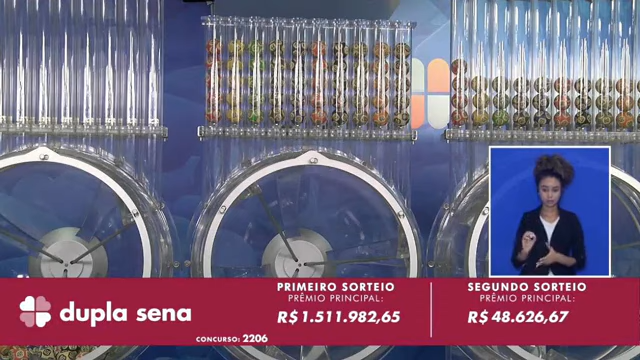 dupla sena
CONCURSO: 2206
PRIMEIRO SORTEIO
PRÊMIO PRINCIPAL:
R$ 1.511.982,65
SEGUNDO SORTEIO
PRÊMIO PRINCIPAL:
R$ 48.626,67